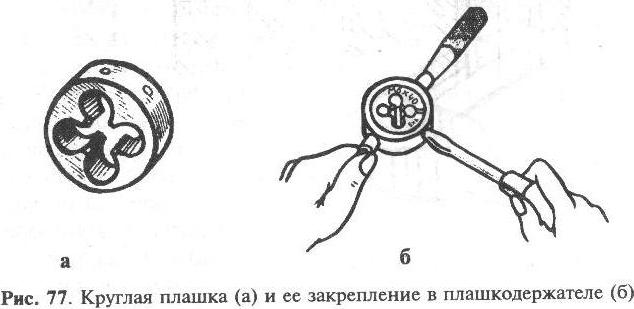 а
б
Рис. 77. Круглая плашка (а) и ее закрепление в плашкодержателе (б)